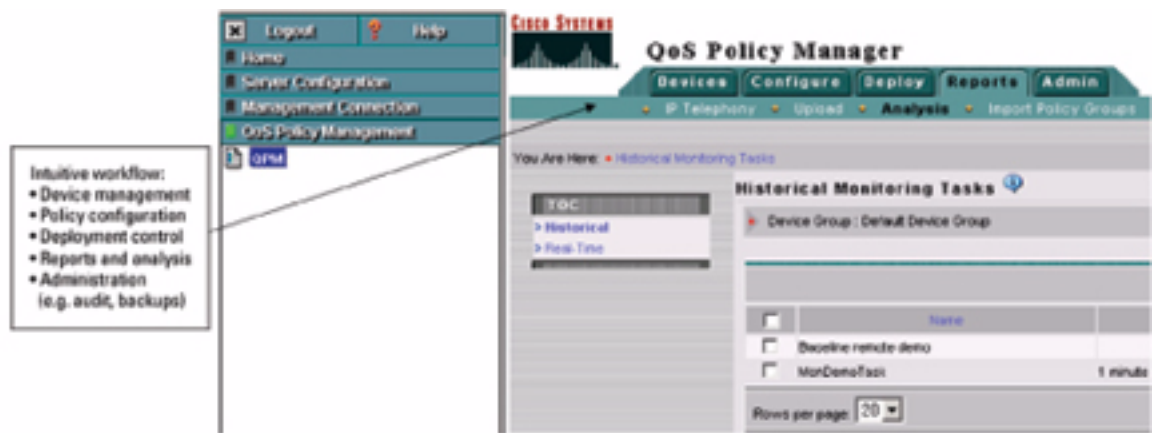 Logout
Help
Home
Server Configuration
Management Connection
QoS Policy Management
QPM
Intuitive workflow:
• Device management
• Policy configuration
• Deployment control
• Reports and analysis
• Administration
(e.g. audit, backups)
CISCO SYSTEMS
QoS Policy Manager
Devices
Configure
Deploy
Reports
Admin
IP Telephony
Upload
Analysis
Import Policy Groups
You Are Here: • Historical Monitoring Tasks
TOC
> Historical
> Real-Time
Historical Monitoring Tasks
Device Group : Default Device Group
Name
Baseline remote demo
MonDemoTask
1 minute
Rows per page: 20